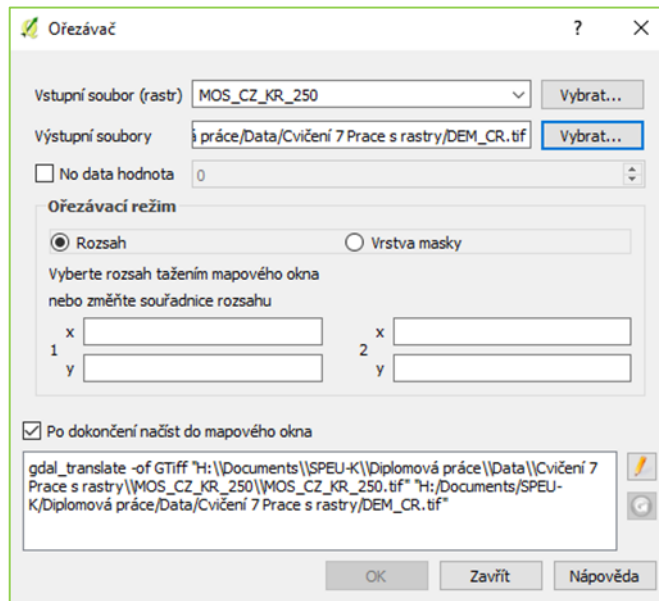 Ořezávač ? ×
Vstupní soubor (rastr) MOS_CZ_KR_250 Vybrat...
Výstupní soubory á práce/Data/Cvičení 7 Prace s rastry/DEM_CR.tif Vybrat...
No data hodnota 0
Ořezávací režim
Rozsah Vrstva masky
Vyberte rozsah tažením mapového okna
nebo změňte souřadnice rozsahu
x x
1 2
y y
Po dokončení načíst do mapového okna
gdal_translate -of GTiff "H:\\Documents\\SPEU-K\\Diplomová práce\\Data\\Cvičení 7
Prace s rastry\\MOS_CZ_KR_250\\MOS_CZ_KR_250.tif" "H:/Documents/SPEU-
K/Diplomová práce/Data/Cvičení 7 Prace s rastry/DEM_CR.tif"
OK Zavřít Nápověda